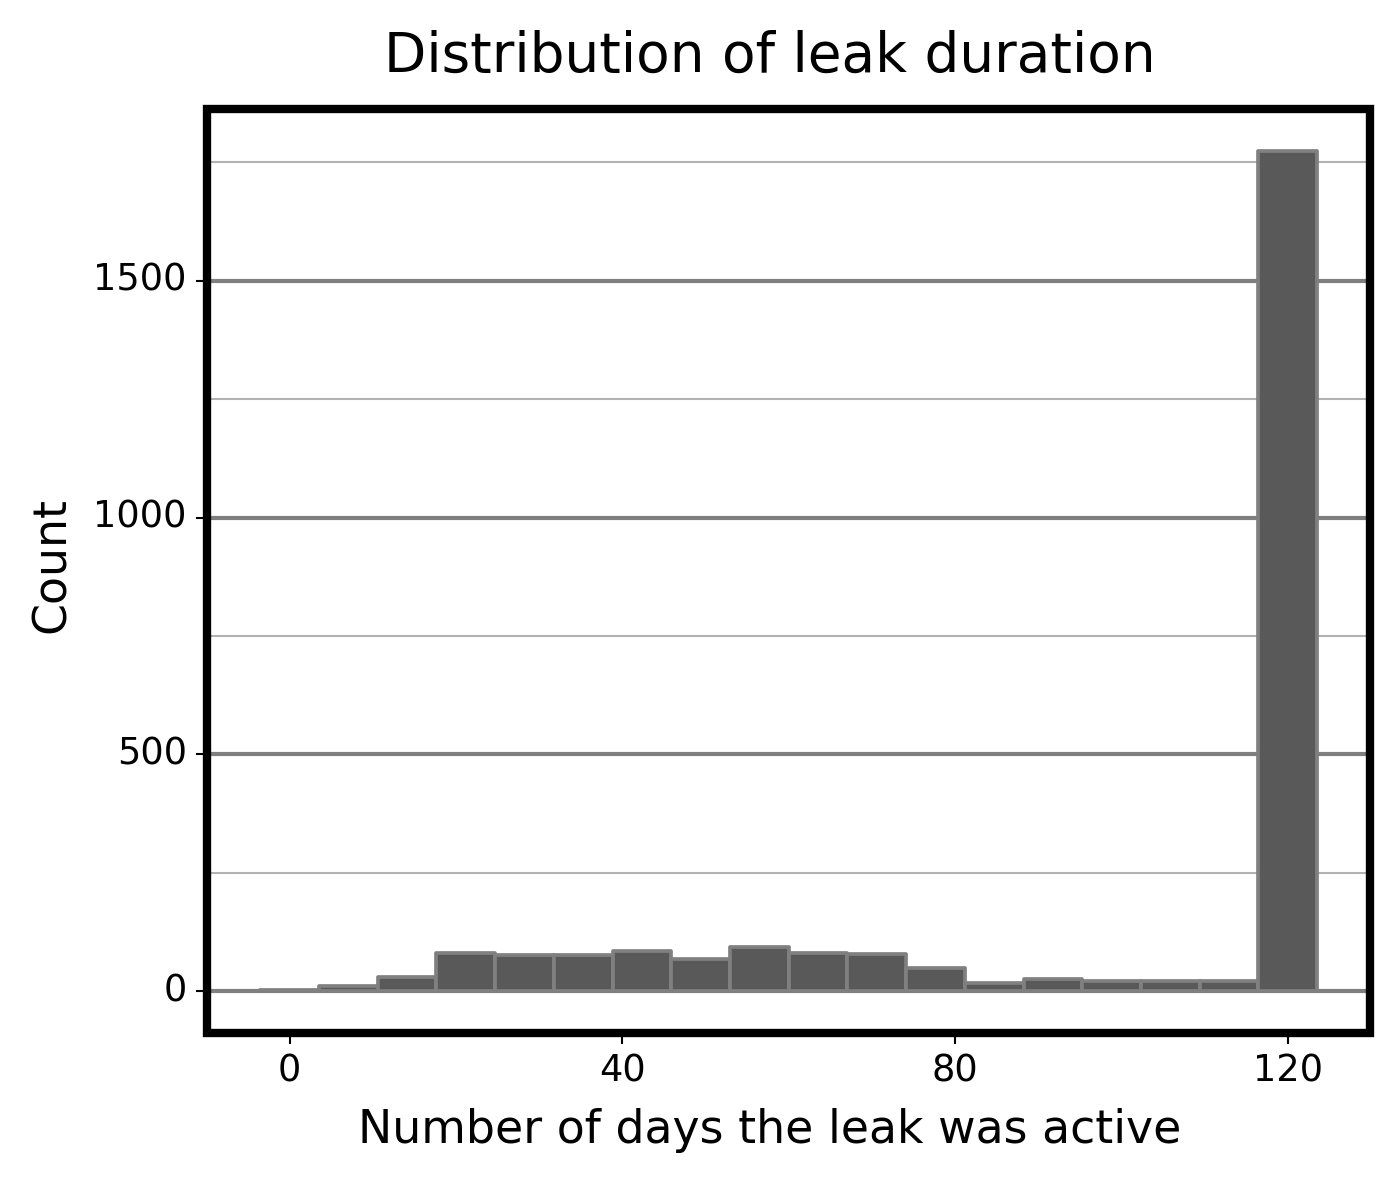 Distribution of leak duration
1500
1000
500
0
Count
0 40 80 120
Number of days the leak was active